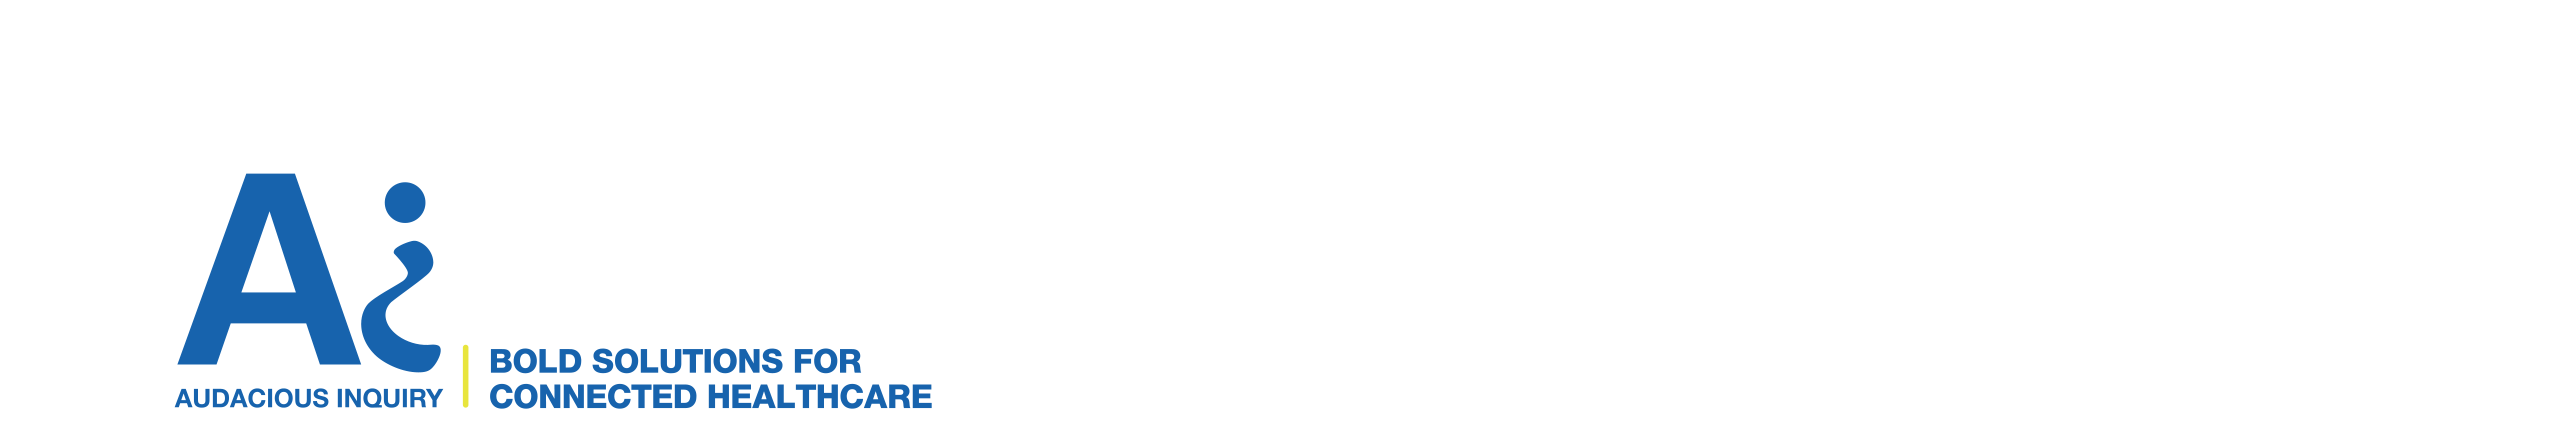 Ai
AUDACIOUS INQUIRY
BOLD SOLUTIONS FOR
CONNECTED HEALTHCARE